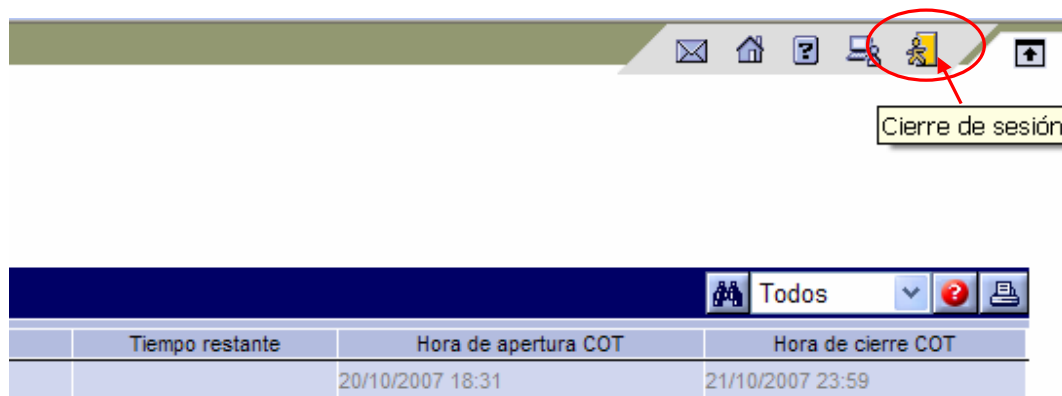 Cierre de sesión
Todos
Tiempo restante Hora de apertura COT Hora de cierre COT
20/10/2007 18:31 21/10/2007 23:59